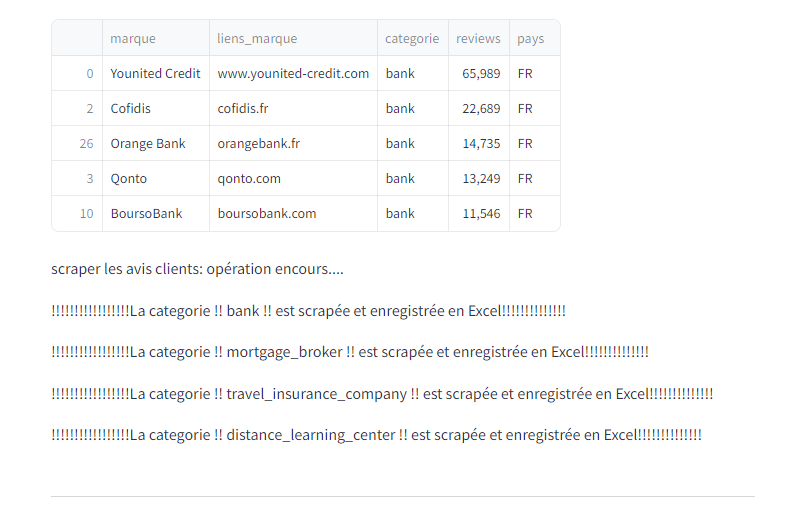 marque liens_marque categorie reviews pays
0 Younited Credit www.younited-credit.com bank 65,989 FR
2 Cofidis cofidis.fr bank 22,689 FR
26 Orange Bank orangebank.fr bank 14,735 FR
3 Qonto qonto.com bank 13,249 FR
10 BoursoBank boursobank.com bank 11,546 FR
scraper les avis clients: opération encours....
!!!!!!!!!!!!!!!!!La categorie !! bank !! est scrapée et enregistrée en Excel!!!!!!!!!!!!!!
!!!!!!!!!!!!!!!!!La categorie !! mortgage_broker !! est scrapée et enregistrée en Excel!!!!!!!!!!!!!!
!!!!!!!!!!!!!!!!!La categorie !! travel_insurance_company !! est scrapée et enregistrée en Excel!!!!!!!!!!!!!!
!!!!!!!!!!!!!!!!!La categorie !! distance_learning_center !! est scrapée et enregistrée en Excel!!!!!!!!!!!!!!